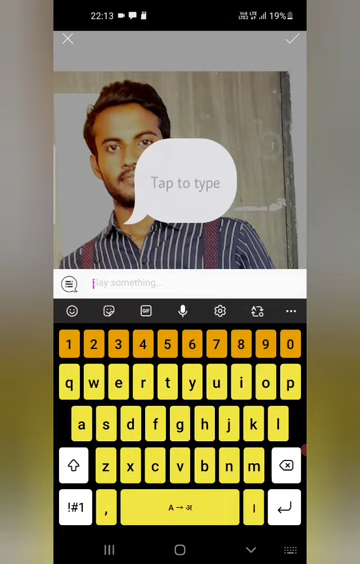 22:13 19%
Tap to type
Say something...
GIF
1 2 3 4 5 6 7 8 9 0
q w e r t y u i o p
a s d f g h j k l
z x c v b n m
!#1 , A → अ |